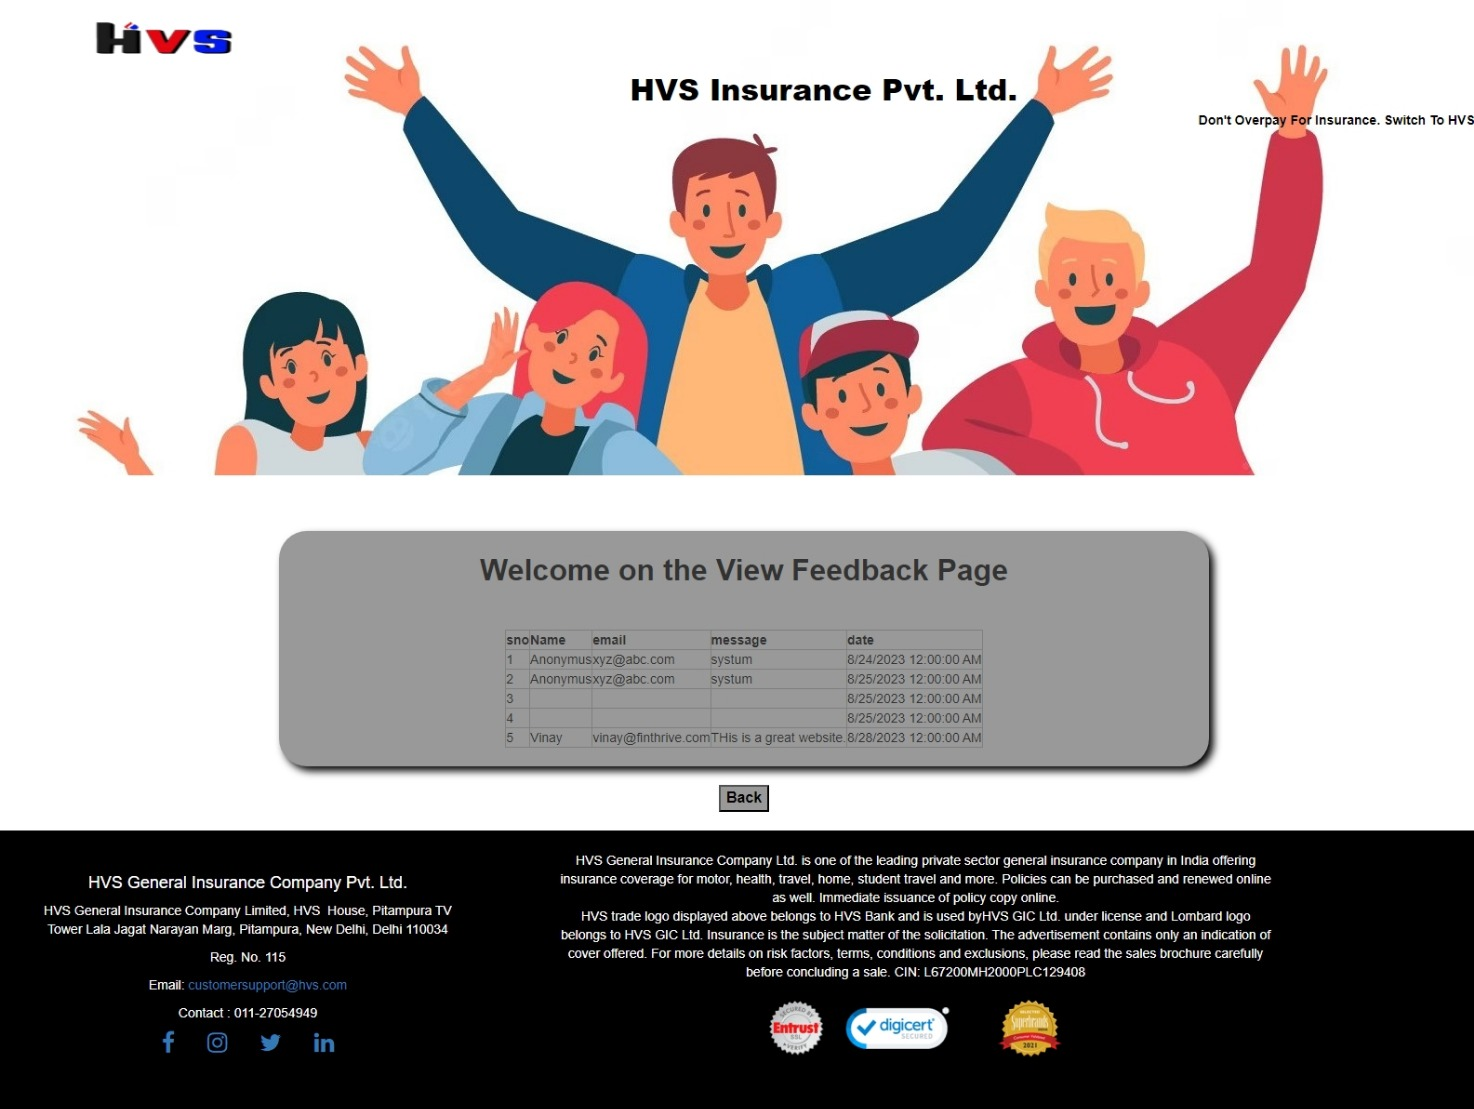 HVS
HVS Insurance Pvt. Ltd.
Don't Overpay For Insurance. Switch To HVS
Welcome on the View Feedback Page
sno Name email message date
1 Anonymus xyz@abc.com systum 8/24/2023 12:00:00 AM
2 Anonymus xyz@abc.com systum 8/25/2023 12:00:00 AM
3 8/25/2023 12:00:00 AM
4 8/25/2023 12:00:00 AM
5 Vinay vinay@finthrive.com THis is a great website. 8/28/2023 12:00:00 AM
Back
HVS General Insurance Company Pvt. Ltd.
HVS General Insurance Company Limited, HVS House, Pitampura TV
Tower Lala Jagat Narayan Marg, Pitampura, New Delhi, Delhi 110034
Reg. No. 115
Email: customersupport@hvs.com
Contact : 011-27054949
HVS General Insurance Company Ltd. is one of the leading private sector general insurance company in India offering
insurance coverage for motor, health, travel, home, student travel and more. Policies can be purchased and renewed online
as well. Immediate issuance of policy copy online.
HVS trade logo displayed above belongs to HVS Bank and is used byHVS GIC Ltd. under license and Lombard logo
belongs to HVS GIC Ltd. Insurance is the subject matter of the solicitation. The advertisement contains only an indication of
cover offered. For more details on risk factors, terms, conditions and exclusions, please read the sales brochure carefully
before concluding a sale. CIN: L67200MH2000PLC129408
SECURED BY
Entrust
SSL
VERIFY
digicert
SECURED
Superbrands
2021